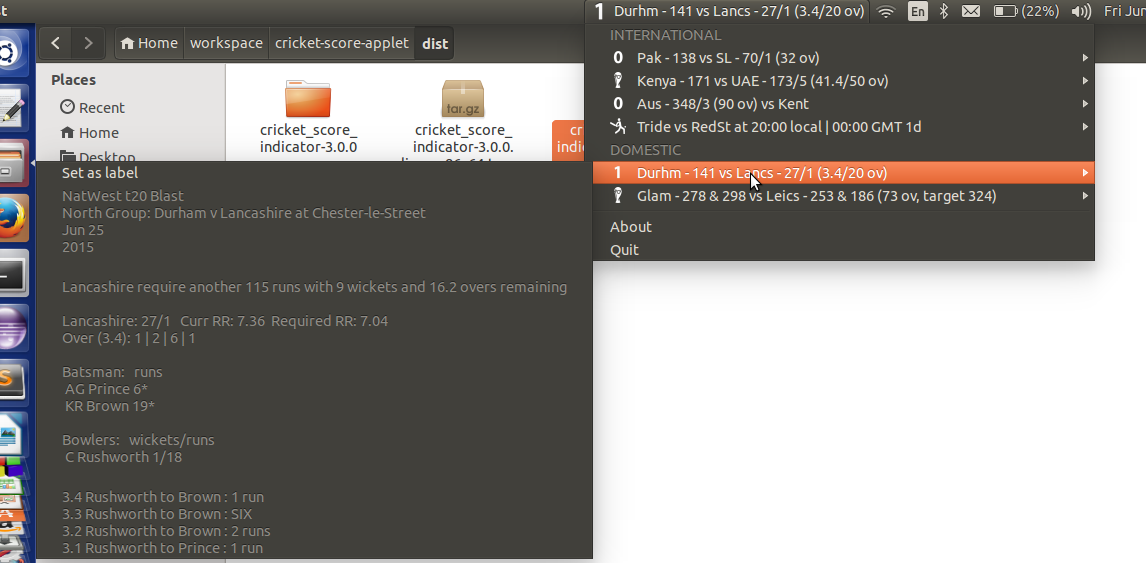 st
1 Durhm - 141 vs Lancs - 27/1 (3.4/20 ov)
En
(22%)
Fri Jun
Home
workspace
cricket-score-applet
dist
Places
Recent
Home
Desktop
tar.gz
cricket_score_
indicator-3.0.0
cricket_score_
indicator-3.0.0.
cr
indic
INTERNATIONAL
0 Pak - 138 vs SL - 70/1 (32 ov)
Kenya - 171 vs UAE - 173/5 (41.4/50 ov)
0 Aus - 348/3 (90 ov) vs Kent
Tride vs RedSt at 20:00 local | 00:00 GMT 1d
DOMESTIC
1 Durhm - 141 vs Lancs - 27/1 (3.4/20 ov)
Glam - 278 & 298 vs Leics - 253 & 186 (73 ov, target 324)
About
Quit
Set as label
NatWest t20 Blast
North Group: Durham v Lancashire at Chester-le-Street
Jun 25
2015
Lancashire require another 115 runs with 9 wickets and 16.2 overs remaining
Lancashire: 27/1 Curr RR: 7.36 Required RR: 7.04
Over (3.4): 1 | 2 | 6 | 1
Batsman: runs
AG Prince 6*
KR Brown 19*
Bowlers: wickets/runs
C Rushworth 1/18
3.4 Rushworth to Brown : 1 run
3.3 Rushworth to Brown : SIX
3.2 Rushworth to Brown : 2 runs
3.1 Rushworth to Prince : 1 run